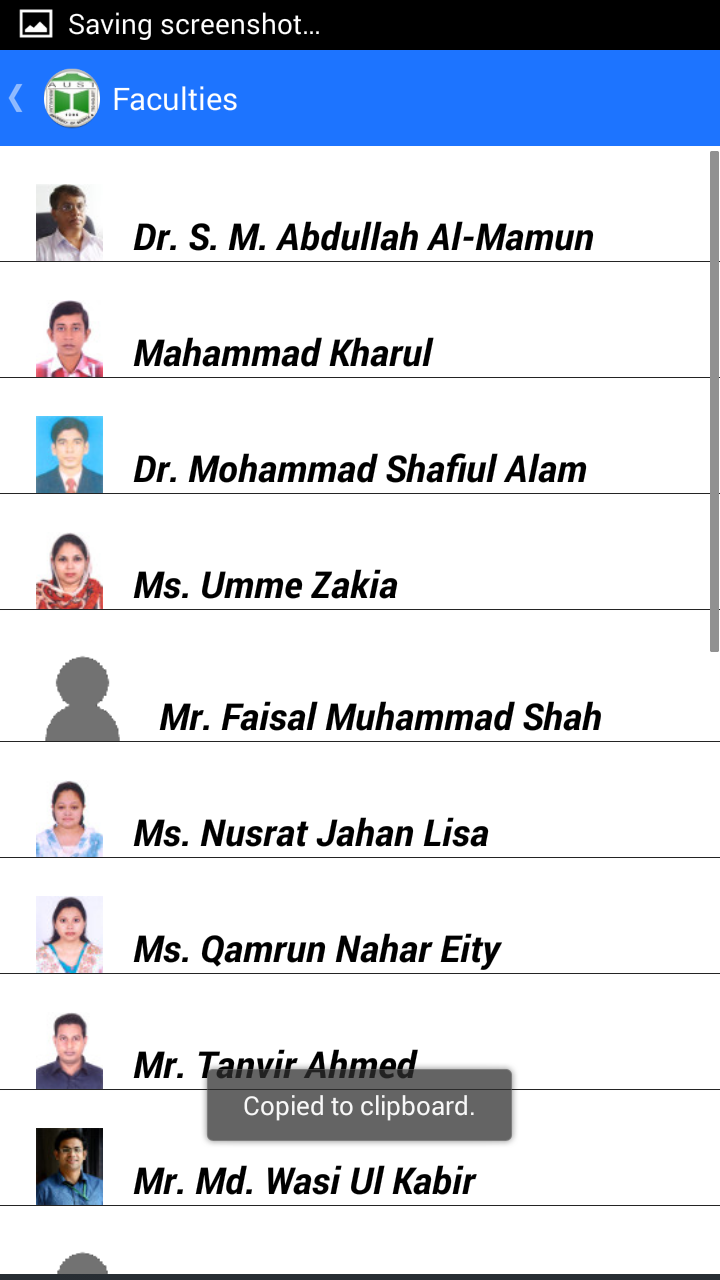 Saving screenshot...
AUST
Faculties
Dr. S. M. Abdullah Al-Mamun
Mahammad Kharul
Dr. Mohammad Shafiul Alam
Ms. Umme Zakia
Mr. Faisal Muhammad Shah
Ms. Nusrat Jahan Lisa
Ms. Qamrun Nahar Eity
Mr. Tanvir Ahmed
Copied to clipboard.
Mr. Md. Wasi Ul Kabir